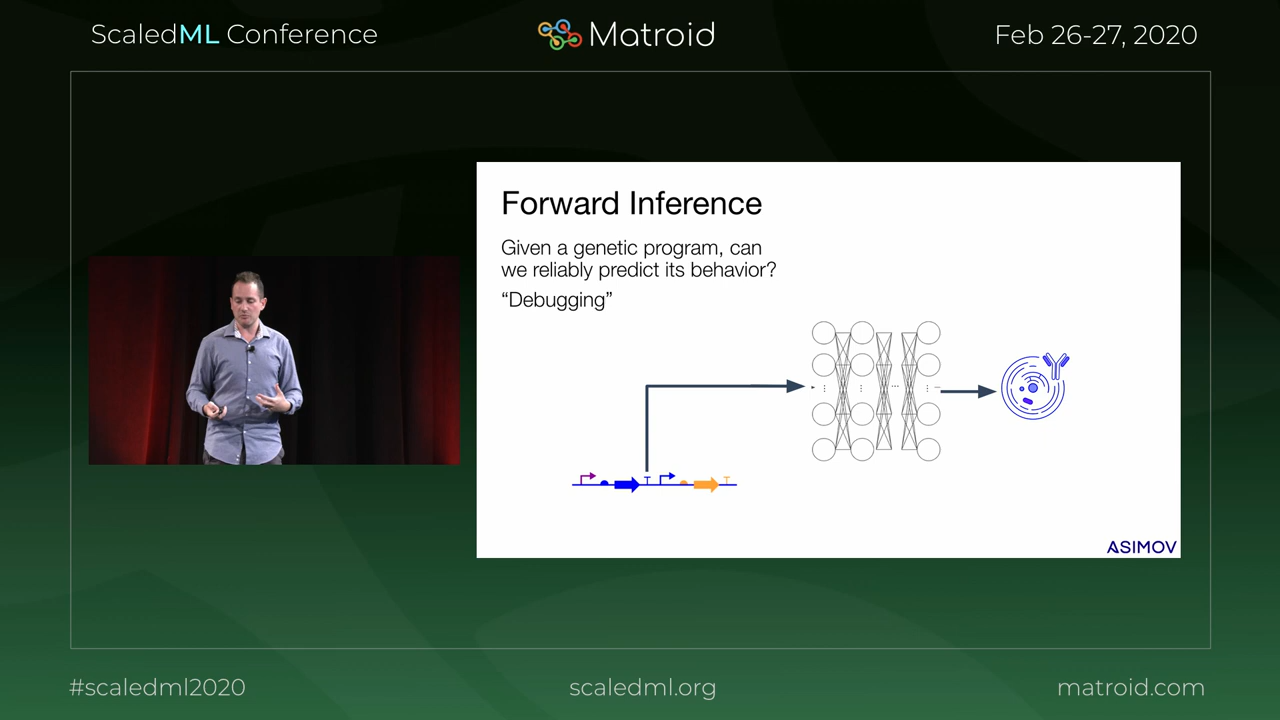 ScaledML Conference
Matroid
Feb 26-27, 2020
Forward Inference
Given a genetic program, can
we reliably predict its behavior?
“Debugging”
ASIMOV
#scaledml2020
scaledml.org
matroid.com